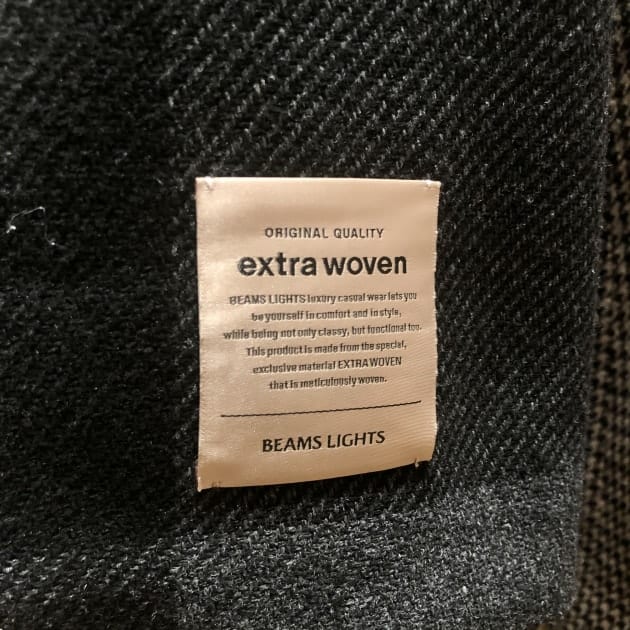 ORIGINAL QUALITY
extra woven
BEAMS LIGHTS luxury casual wear lets you
be yourself in comfort and in style,
while being not only classy, but functional too.
This product is made from the special,
exclusive material EXTRA WOVEN
that is meticulously woven.
BEAMS LIGHTS